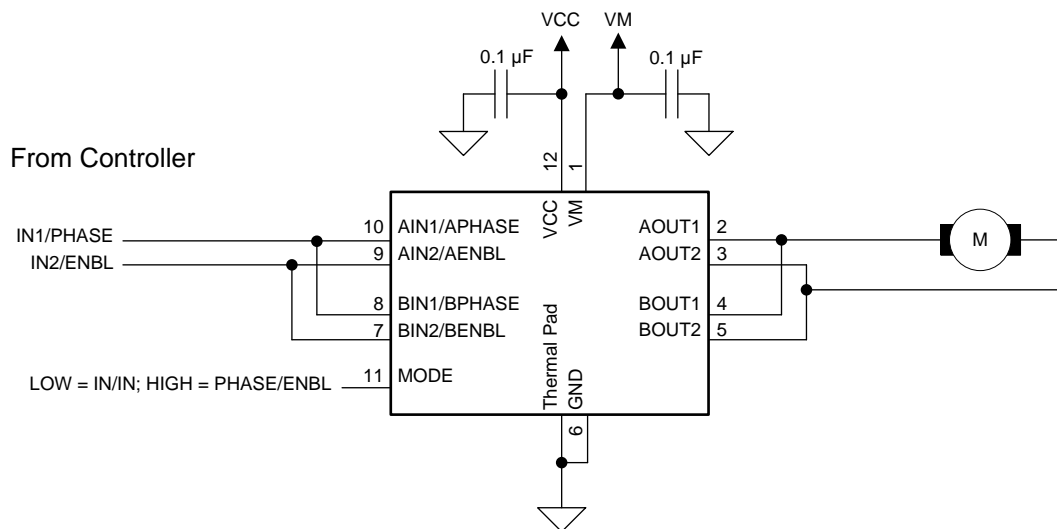 VCC VM
0.1 µF 0.1 µF
From Controller
12 1
VCC VM
IN1/PHASE 10 AIN1/APHASE AOUT1 2 M
IN2/ENBL 9 AIN2/AENBL AOUT2 3
8 BIN1/BPHASE BOUT1 4
7 BIN2/BENBL BOUT2 5
LOW = IN/IN; HIGH = PHASE/ENBL 11 MODE
Thermal Pad GND
6